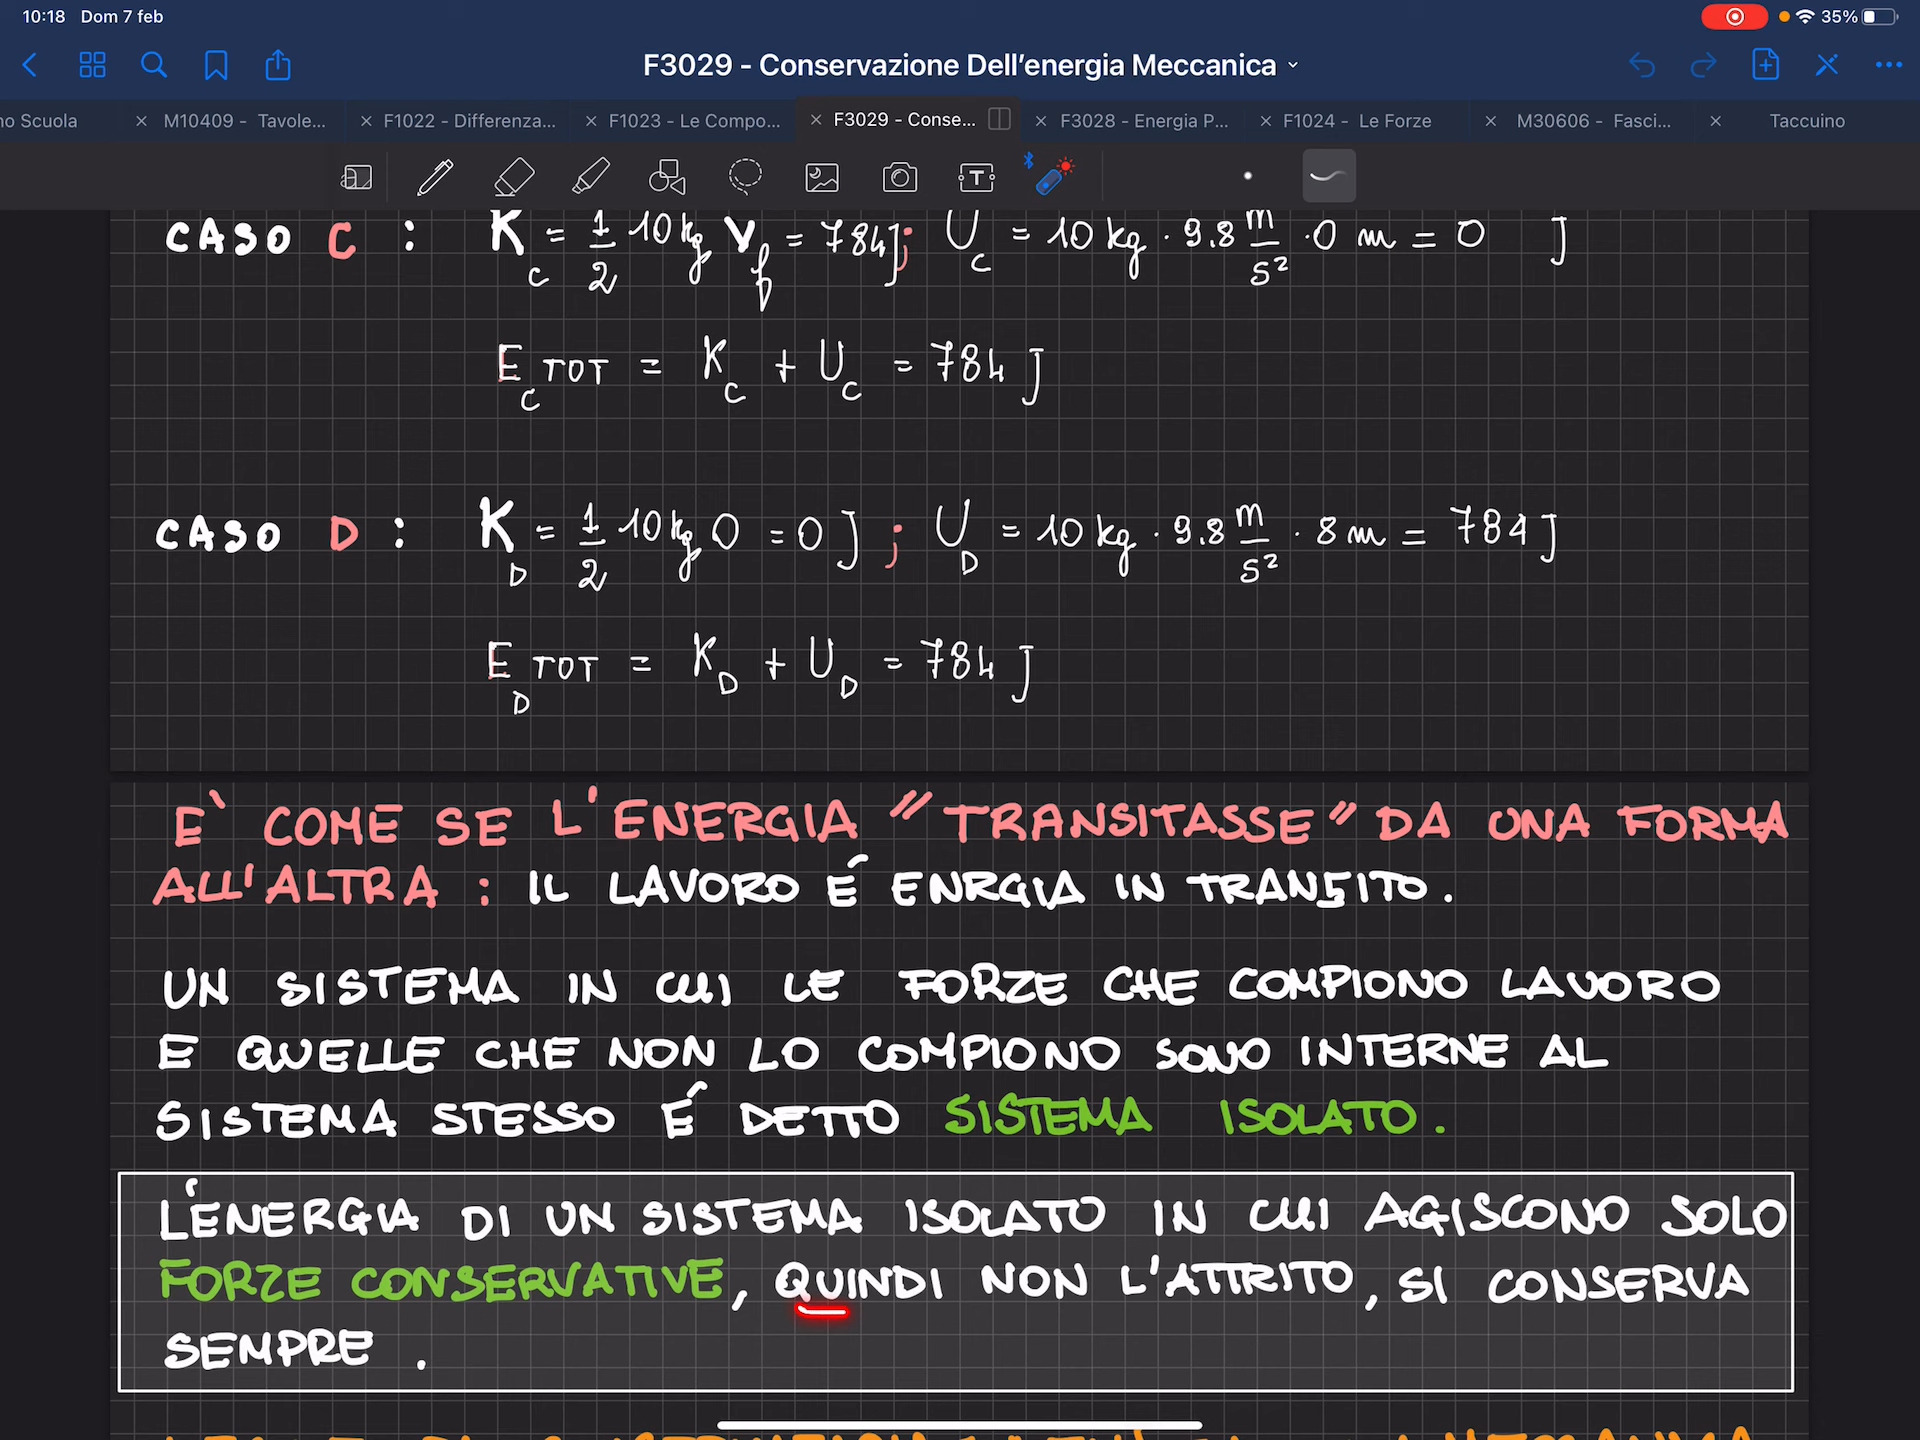 10:18 Dom 7 feb 35%
F3029 - Conservazione Dell'energia Meccanica
no Scuola × M10409 - Tavole... × F1022 - Differenza... × F1023 - Le Compo... × F3029 - Conse... × F3028 - Energia P... × F1024 - Le Forze × M30606 - Fasci... × Taccuino
CASO C : K_C = 1/2 10 kg V_f = 784 J ; U_C = 10 kg · 9.8 m/s² · 0 m = 0 J
E_C TOT = K_C + U_C = 784 J
CASO D : K_D = 1/2 10 kg 0 = 0 J ; U_D = 10 kg · 9.8 m/s² · 8 m = 784 J
E_D TOT = K_D + U_D = 784 J
E` COME SE L'ENERGIA "TRANSITASSE" DA UNA FORMA
ALL'ALTRA : IL LAVORO É ENRGIA IN TRANSITO.
UN SISTEMA IN CUI LE FORZE CHE COMPIONO LAVORO
E QUELLE CHE NON LO COMPIONO SONO INTERNE AL
SISTEMA STESSO É DETTO SISTEMA ISOLATO.
L'ENERGIA DI UN SISTEMA ISOLATO IN CUI AGISCONO SOLO
FORZE CONSERVATIVE, QUINDI NON L'ATTRITO, SI CONSERVA
SEMPRE.